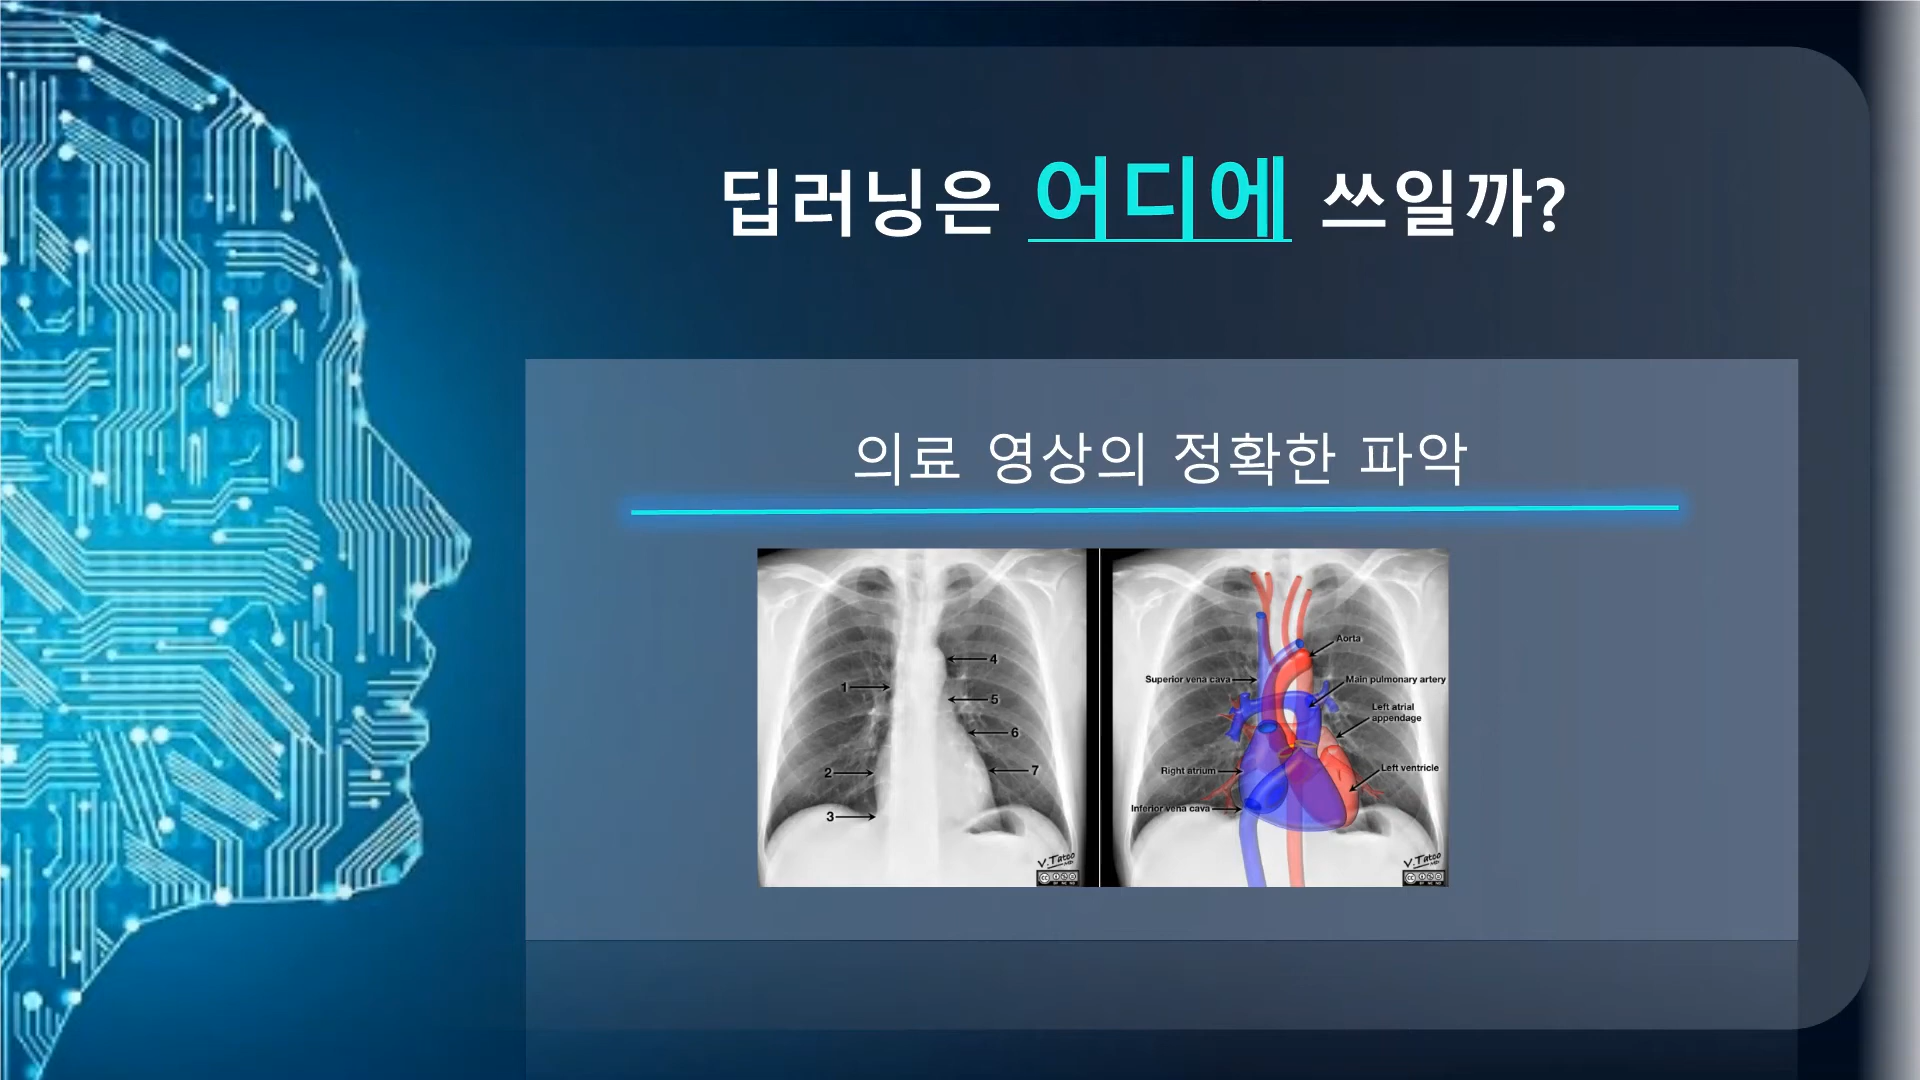 딥러닝은 어디에 쓰일까?
의료 영상의 정확한 파악
1
2
3
4
5
6
7
V.Tatco MD
Aorta
Superior vena cava
Main pulmonary artery
Left atrial
appendage
Right atrium
Left ventricle
Inferior vena cava
V.Tatco MD